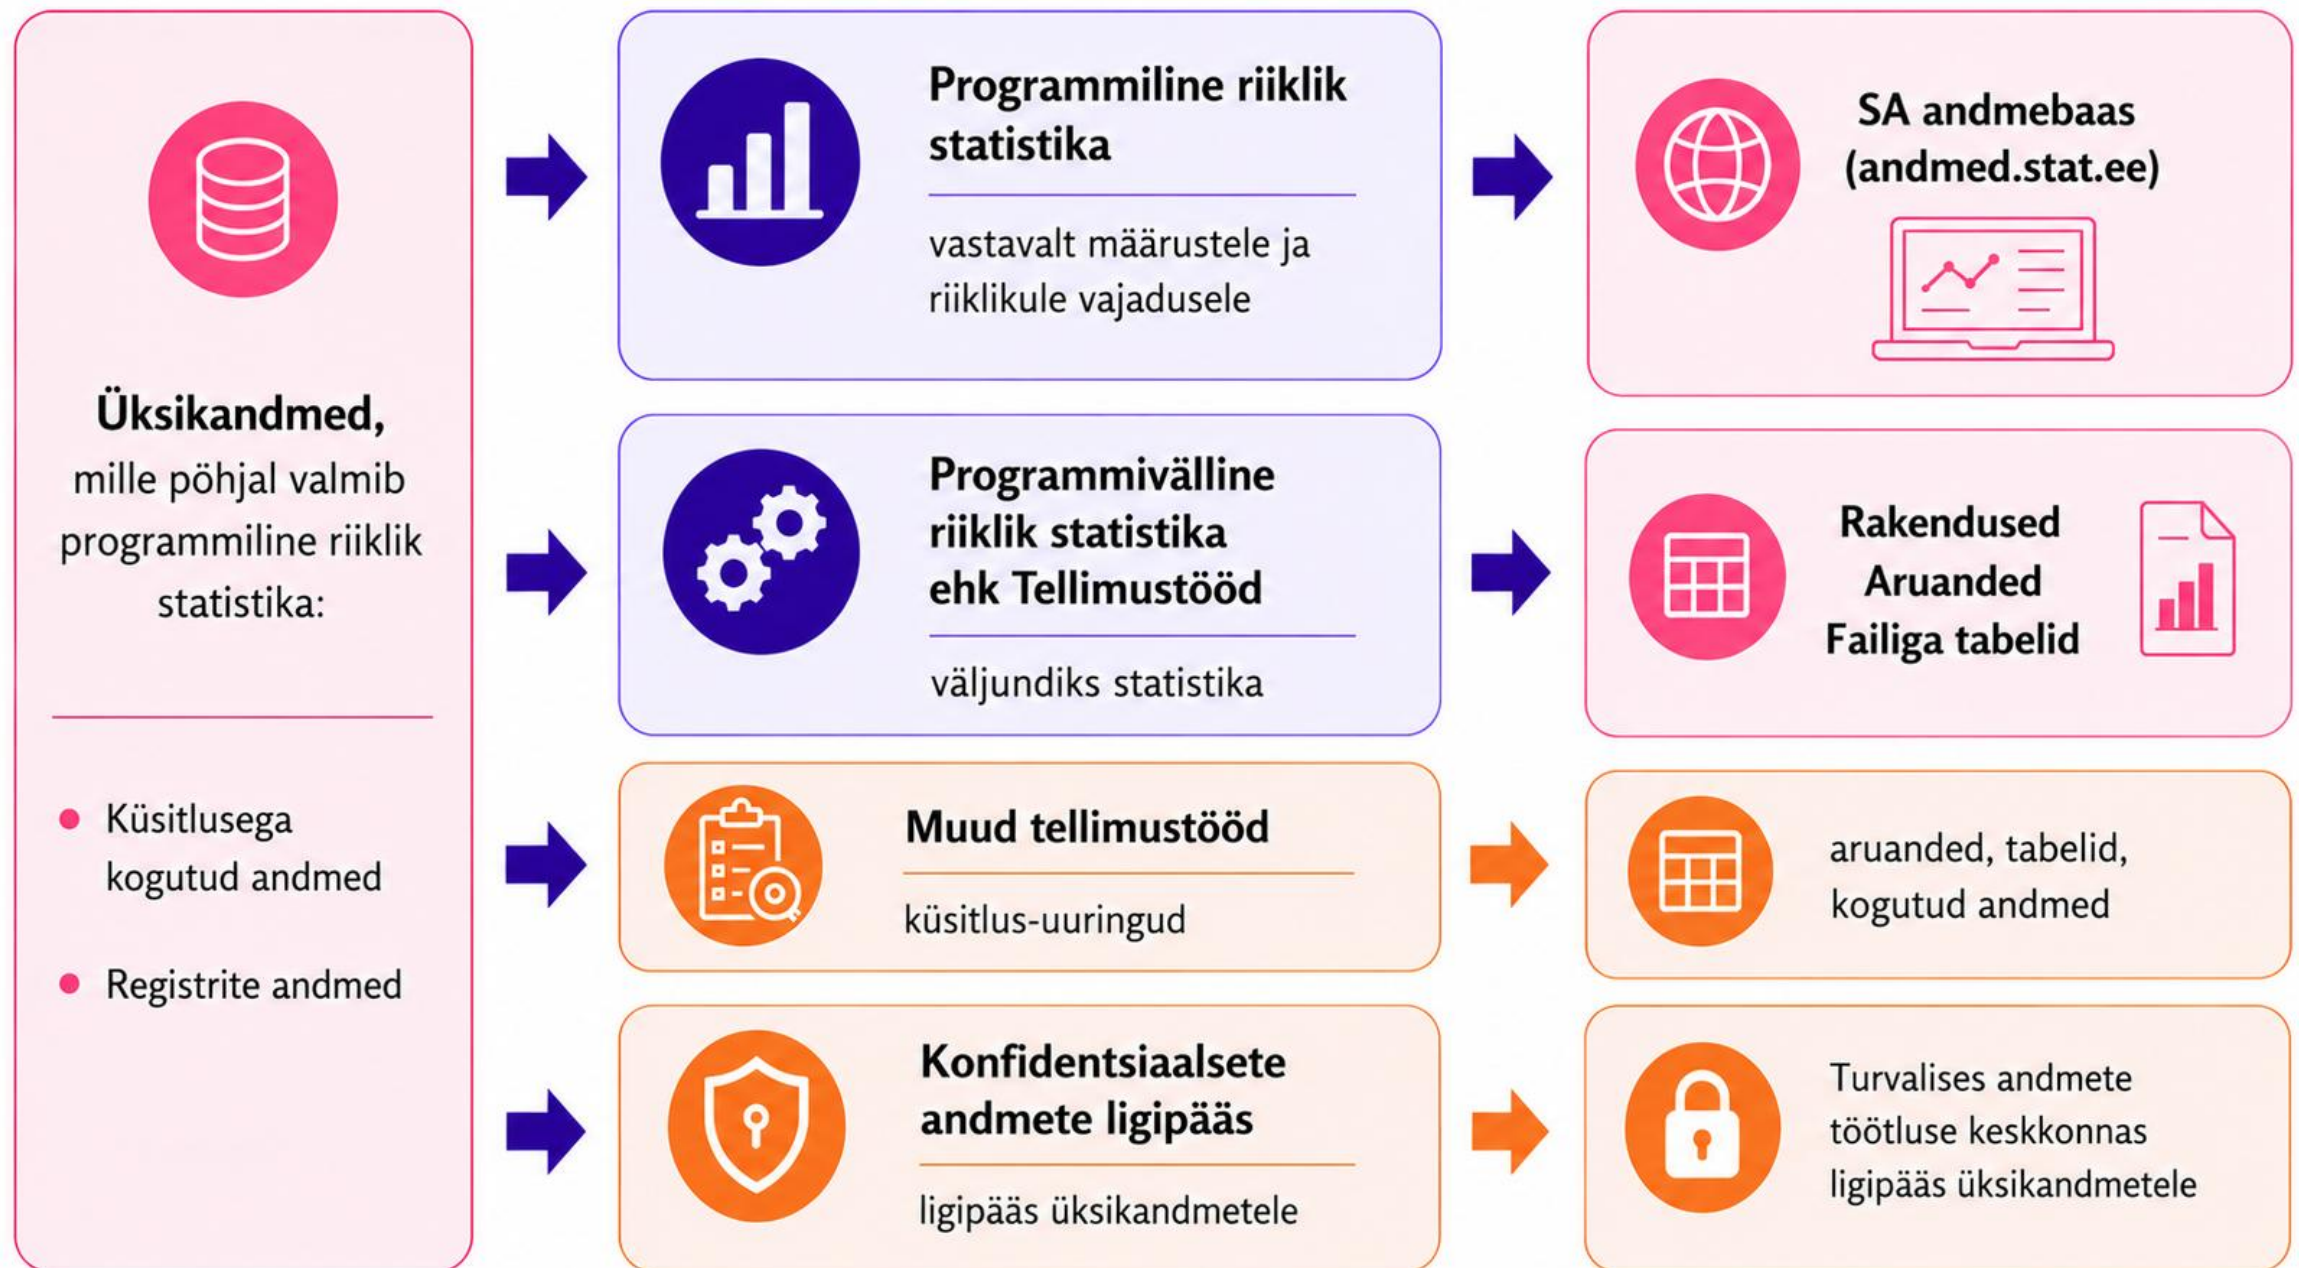 Üksikandmed,
mille pöhjal valmib
programmiline riiklik
statistika:
Küsitlusega
kogutud andmed
Registrite andmed
Programmiline riiklik
statistika
vastavalt määrustele ja
riiklikule vajadusele
SA andmebaas
(andmed.stat.ee)
Programmivälline
riiklik statistika
ehk Tellimustööd
väljundiks statistika
Rakendused
Aruanded
Failiga tabelid
Muud tellimustööd
küsitlus-uuringud
aruanded, tabelid,
kogutud andmed
Konfidentsiaalsete
andmete ligipääs
ligipääs üksikandmetele
Turvalises andmete
töötluse keskkonnas
ligipääs üksikandmetele